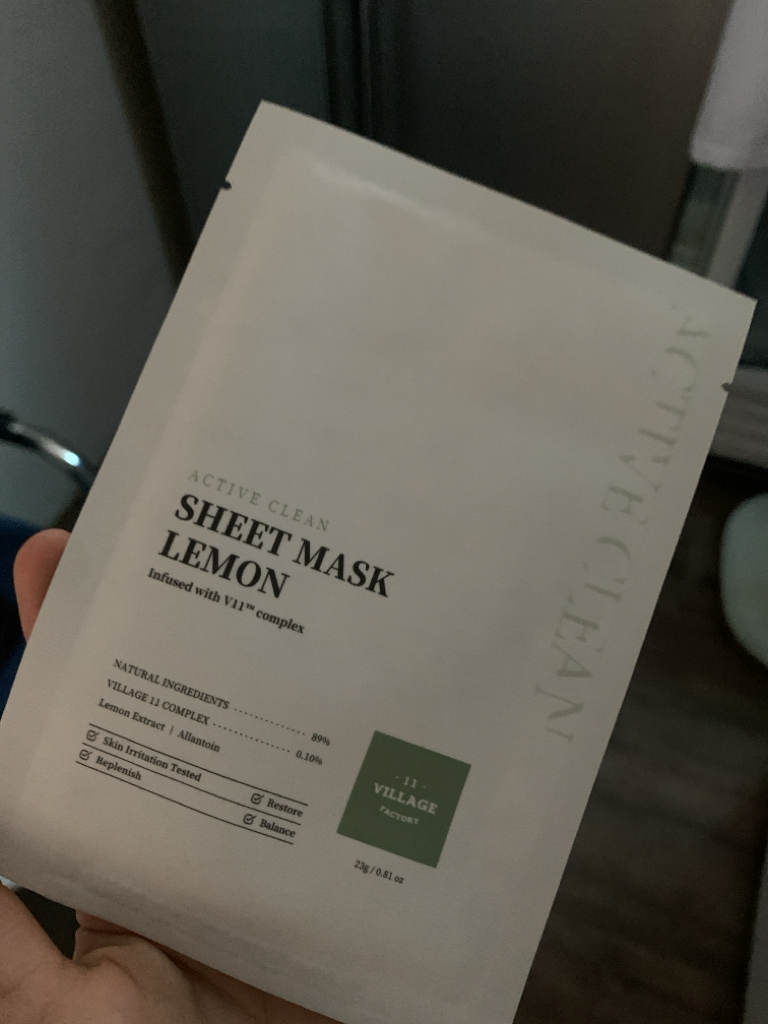 ACTIVE CLEAN
ACTIVE CLEAN
SHEET MASK
LEMON
Infused with V11™ complex
NATURAL INGREDIENTS ............... 89%
VILLAGE 11 COMPLEX ............... 0.10%
Lemon Extract | Allantoin
Skin Irritation Tested
Restore
Replenish
Balance
· 11 ·
VILLAGE
FACTORY
23g / 0.81 oz